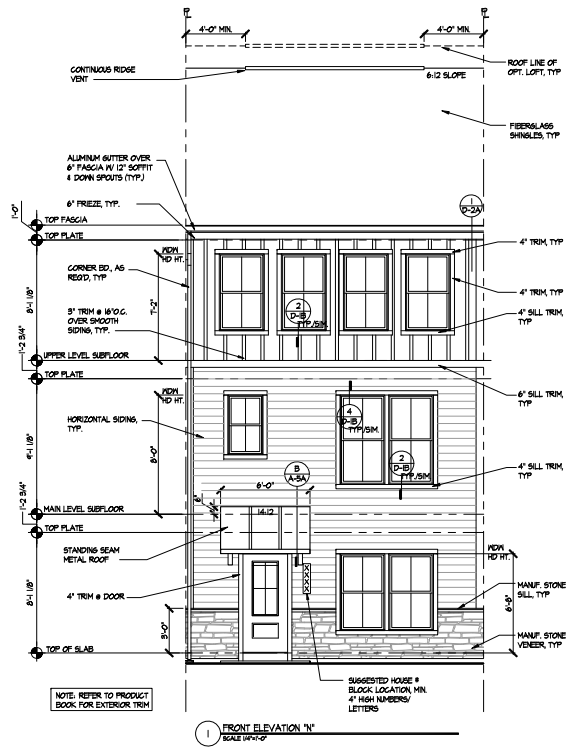 4'-0" MIN.
4'-0" MIN.
ROOF LINE OF
OPT. LOFT, TYP
CONTINUOUS RIDGE
VENT
6:12 SLOPE
FIBERGLASS
SHINGLES, TYP
ALUMINUM GUTTER OVER
6" FASCIA W/ 12" SOFFIT
& DOWN SPOUTS (TYP.)
6" FRIEZE, TYP.
1
D-2A
1'-0"
TOP FASCIA
TOP PLATE
WDW
HD HT.
4" TRIM, TYP
CORNER BD., AS
REQ'D, TYP
8'-1 1/8"
7'-2"
4" TRIM, TYP
3" TRIM @ 16"O.C.
OVER SMOOTH
SIDING, TYP.
2
D-1B
TYP./SIM.
4" SILL TRIM,
TYP
1'-2 3/4"
UPPER LEVEL SUBFLOOR
TOP PLATE
WDW
HD HT.
6" SILL TRIM,
TYP
4
D-1B
TYP./SIM.
HORIZONTAL SIDING,
TYP.
9'-1 1/8"
8'-0"
2
D-1B
TYP./SIM.
4" SILL TRIM,
TYP
B
A-5A
6'-0"
6"
14:12
1'-2 3/4"
MAIN LEVEL SUBFLOOR
TOP PLATE
STANDING SEAM
METAL ROOF
WDW
HD HT.
8'-1 1/8"
4" TRIM @ DOOR
XXXX
6'-8"
MANUF. STONE
SILL, TYP
3'-0"
MANUF. STONE
VENEER, TYP
TOP OF SLAB
SUGGESTED HOUSE #
BLOCK LOCATION, MIN.
4" HIGH NUMBERS/
LETTERS
NOTE: REFER TO PRODUCT
BOOK FOR EXTERIOR TRIM
1
FRONT ELEVATION "N"
SCALE 1/4"=1'-0"